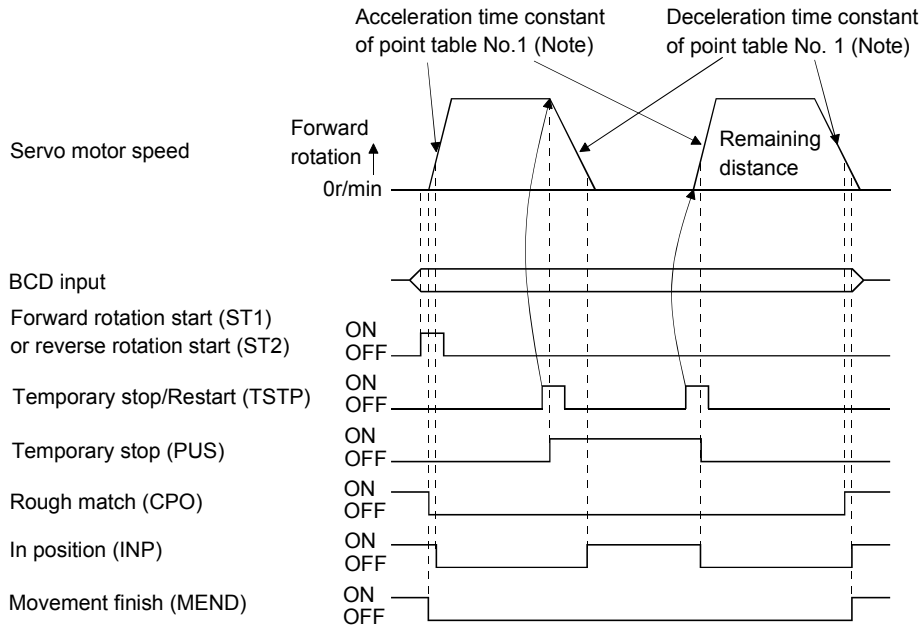 Acceleration time constant
of point table No.1 (Note)
Deceleration time constant
of point table No. 1 (Note)
Servo motor speed
Forward
rotation
0r/min
Remaining
distance
BCD input
Forward rotation start (ST1)
or reverse rotation start (ST2)
ON
OFF
Temporary stop/Restart (TSTP)
ON
OFF
Temporary stop (PUS)
ON
OFF
Rough match (CPO)
ON
OFF
In position (INP)
ON
OFF
Movement finish (MEND)
ON
OFF